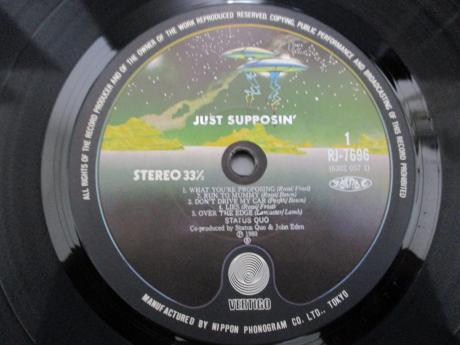 ALL RIGHTS OF THE RECORD PRODUCER AND OF THE OWNER OF THE WORK REPRODUCED RESERVED. COPYING, PUBLIC PERFORMANCE AND BROADCASTING OF THIS RECORD PROHIBITED
JUST SUPPOSIN'
1
RJ-7696
(6302 057 1)
STEREO 33⅓
1. WHAT YOU'RE PROPOSING (Rossi/Frost)
2. RUN TO MUMMY (Rossi/Bown)
3. DON'T DRIVE MY CAR (Parfitt/Bown)
4. LIES (Rossi/Frost)
5. OVER THE EDGE (Lancaster/Lamb)
STATUS QUO
Co-produced by Status Quo & John Eden
Ⓟ 1980
VERTIGO
MANUFACTURED BY NIPPON PHONOGRAM CO. LTD., TOKYO